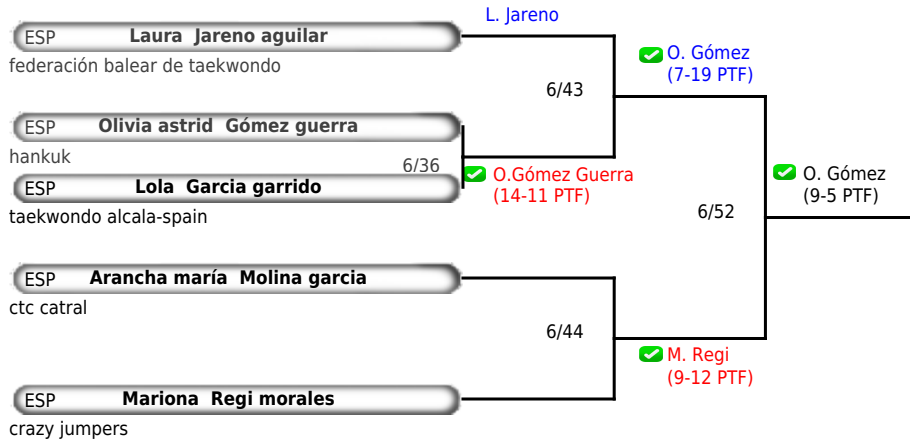 L. Jareno
ESP Laura Jareno aguilar
federación balear de taekwondo
O. Gómez
(7-19 PTF)
6/43
ESP Olivia astrid Gómez guerra
hankuk
6/36
O.Gómez Guerra
(14-11 PTF)
O. Gómez
(9-5 PTF)
ESP Lola Garcia garrido
taekwondo alcala-spain
6/52
ESP Arancha maría Molina garcia
ctc catral
6/44
M. Regi
(9-12 PTF)
ESP Mariona Regi morales
crazy jumpers